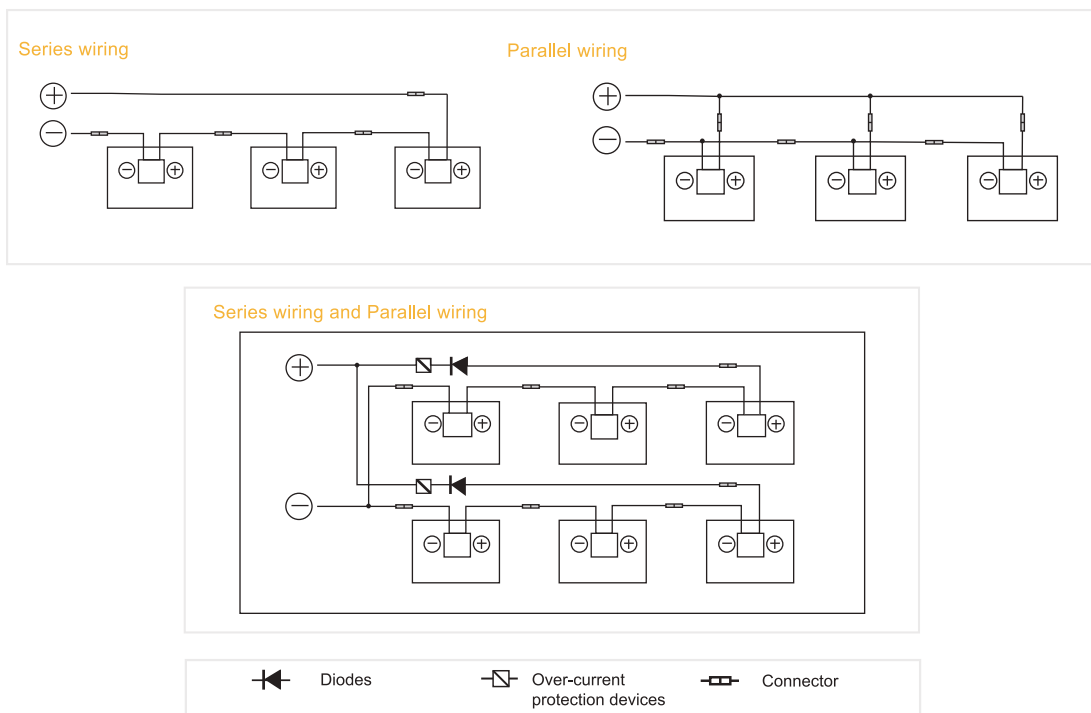 Series wiring
Parallel wiring
Series wiring and Parallel wiring
Diodes
Over-current
protection devices
Connector